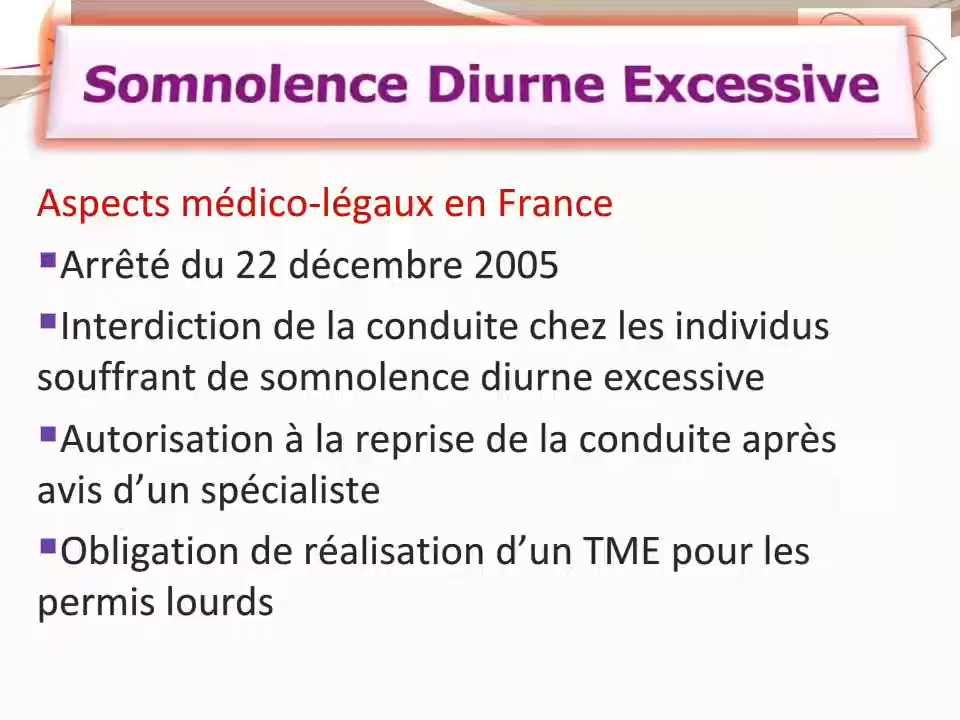 Somnolence Diurne Excessive
Aspects médico-légaux en France
▪Arrêté du 22 décembre 2005
▪Interdiction de la conduite chez les individus
souffrant de somnolence diurne excessive
▪Autorisation à la reprise de la conduite après
avis d’un spécialiste
▪Obligation de réalisation d’un TME pour les
permis lourds